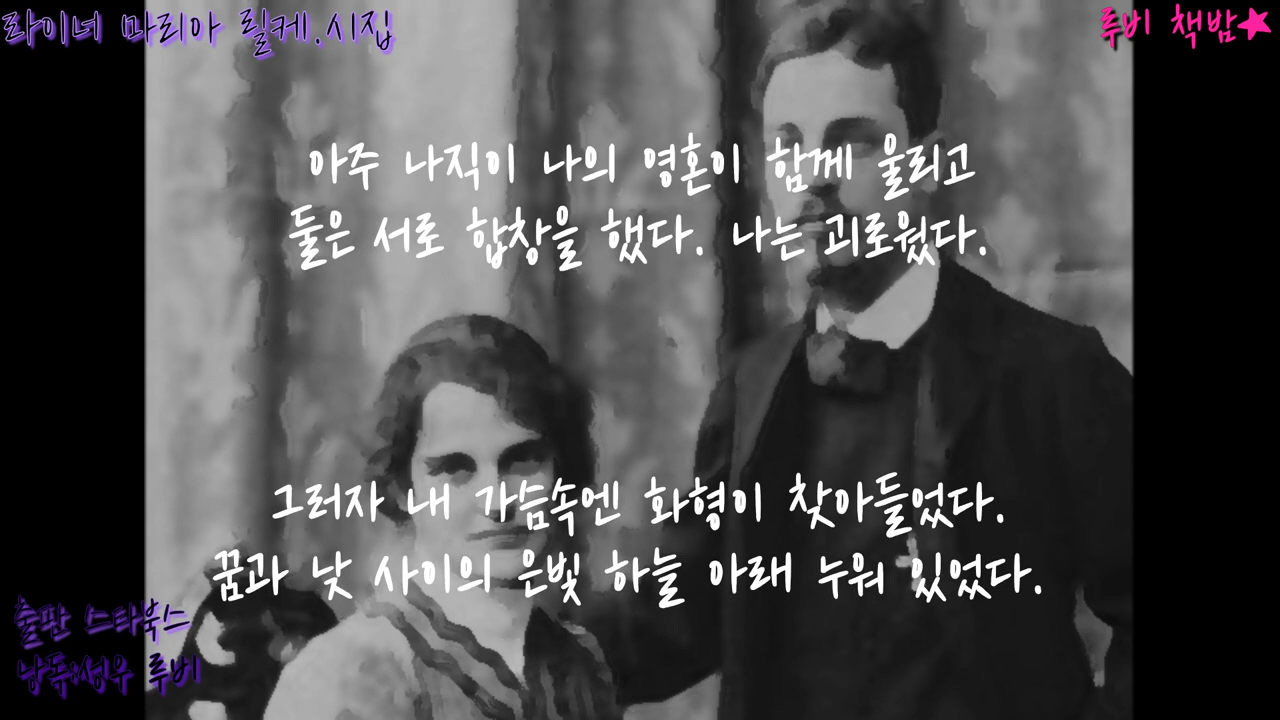 라이너 마리아 릴케.시집
루비 책밤★
아주 나직이 나의 영혼이 함께 울리고
둘은 서로 합창을 했다. 나는 괴로웠다.
그러자 내 가슴속엔 화형이 찾아들었다.
꿈과 낮 사이의 은빛 하늘 아래 누워 있었다.
출판 스타북스
낭독:성우 루비